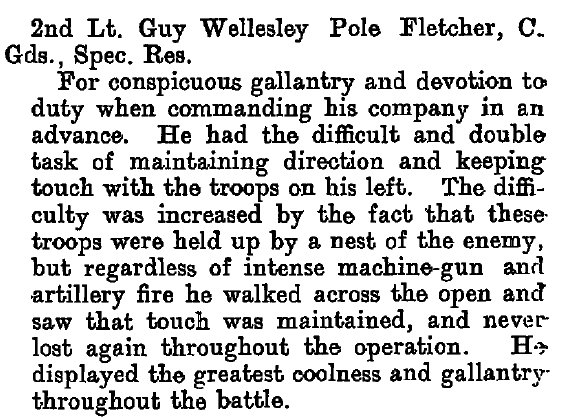 2nd Lt. Guy Wellesley Pole Fletcher, C.
Gds., Spec. Res.
For conspicuous gallantry and devotion to
duty when commanding his company in an
advance. He had the difficult and double
task of maintaining direction and keeping
touch with the troops on his left. The diffi-
culty was increased by the fact that these
troops were held up by a nest of the enemy,
but regardless of intense machine-gun and
artillery fire he walked across the open and
saw that touch was maintained, and never
lost again throughout the operation. He
displayed the greatest coolness and gallantry
throughout the battle.